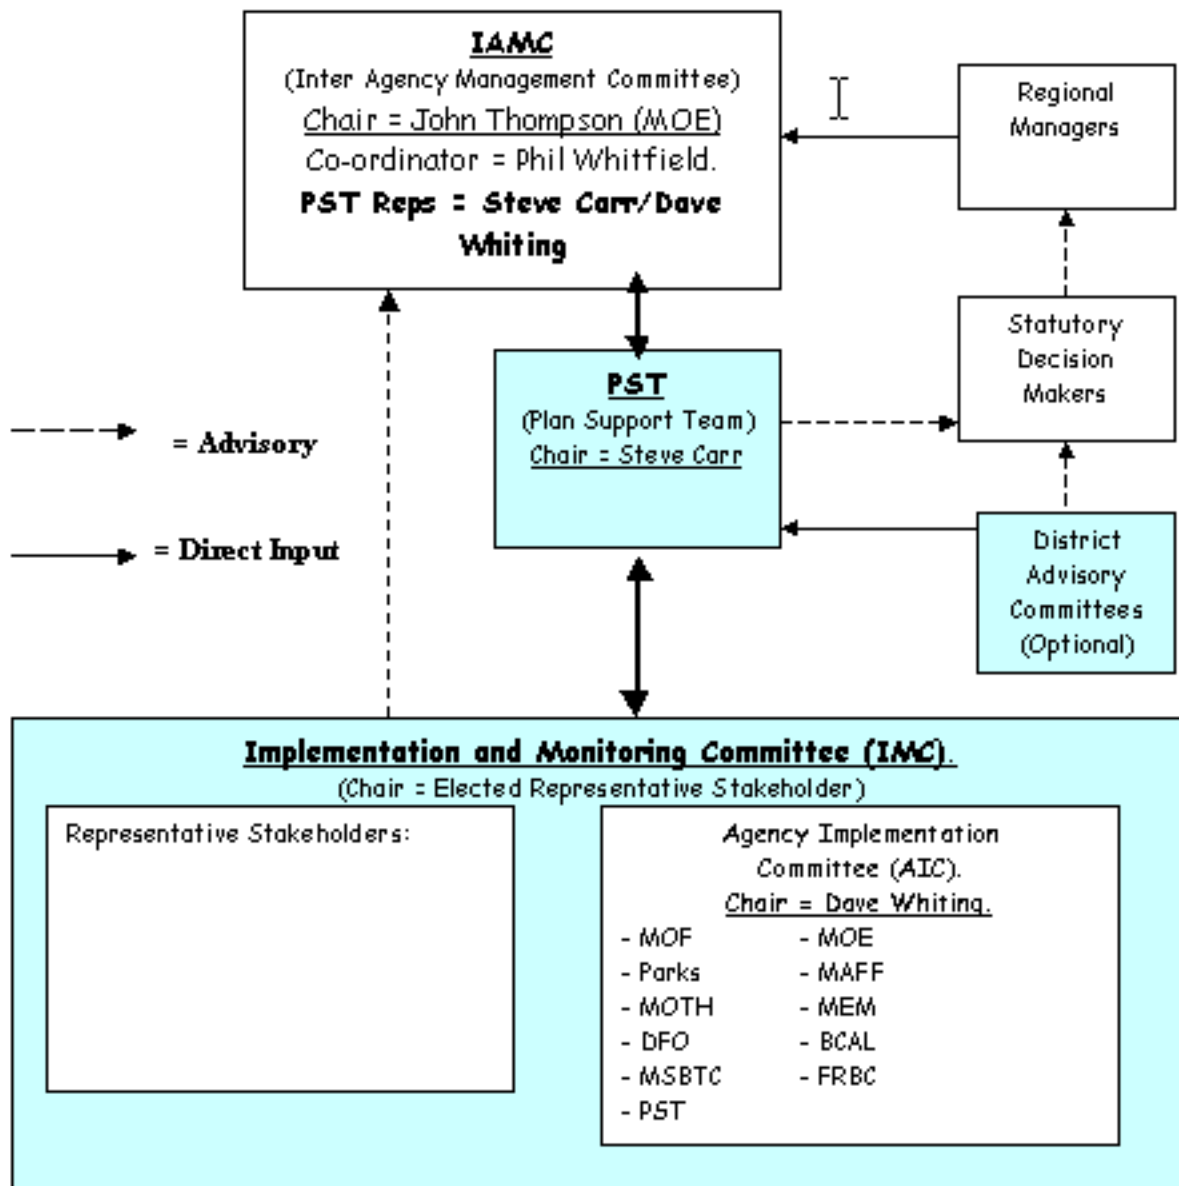 IAMC
(Inter Agency Management Committee)
Chair = John Thompson (MOE)
Co-ordinator = Phil Whitfield.
PST Reps = Steve Carr/Dave
Whiting
Regional
Managers
Statutory
Decision
Makers
PST
(Plan Support Team)
Chair = Steve Carr
= Advisory
= Direct Input
District
Advisory
Committees
(Optional)
Implementation and Monitoring Committee (IMC).
(Chair = Elected Representative Stakeholder)
Representative Stakeholders:
Agency Implementation
Committee (AIC).
Chair = Dave Whiting.
- MOF - MOE
- Parks - MAFF
- MOTH - MEM
- DFO - BCAL
- MSBTC - FRBC
- PST